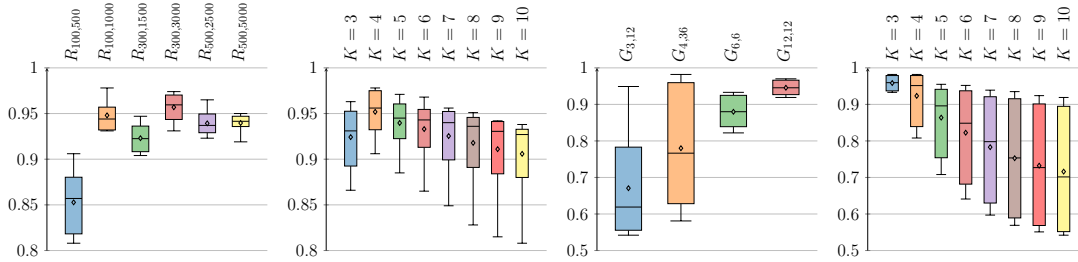 R100,500
R100,1000
R300,1500
R300,3000
R500,2500
R500,5000
1
0.95
0.9
0.85
0.8
K = 3
K = 4
K = 5
K = 6
K = 7
K = 8
K = 9
K = 10
1
0.95
0.9
0.85
0.8
G3,12
G4,36
G6,6
G12,12
1
0.9
0.8
0.7
0.6
0.5
K = 3
K = 4
K = 5
K = 6
K = 7
K = 8
K = 9
K = 10
1
0.9
0.8
0.7
0.6
0.5